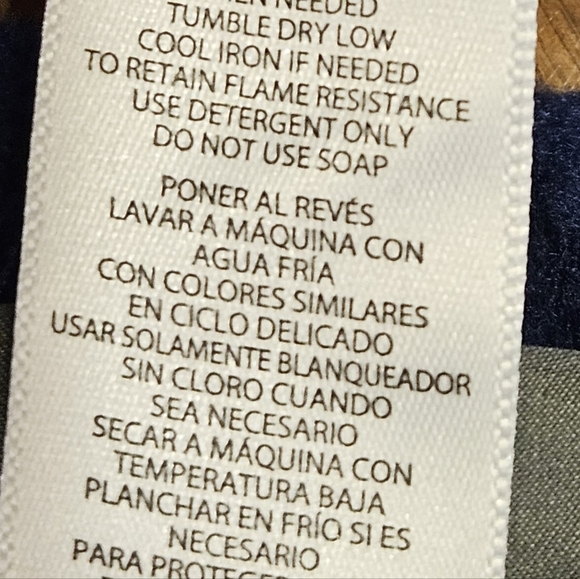 NEEDED
TUMBLE DRY LOW
COOL IRON IF NEEDED
TO RETAIN FLAME RESISTANCE
USE DETERGENT ONLY
DO NOT USE SOAP
PONER AL REVÉS
LAVAR A MÁQUINA CON
AGUA FRÍA
CON COLORES SIMILARES
EN CICLO DELICADO
USAR SOLAMENTE BLANQUEADOR
SIN CLORO CUANDO
SEA NECESARIO
SECAR A MÁQUINA CON
TEMPERATURA BAJA
PLANCHAR EN FRÍO SI ES
NECESARIO
PARA